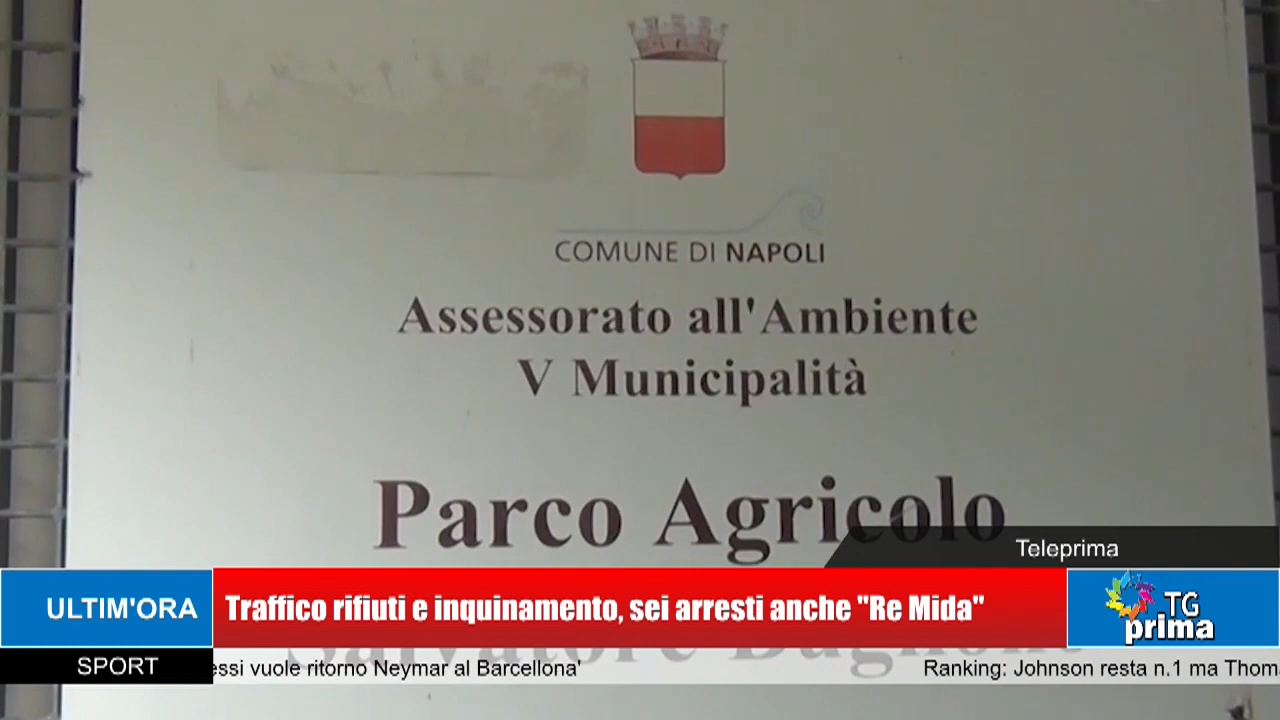 COMUNE DI NAPOLI
Assessorato all'Ambiente
V Municipalità
Parco Agricolo
Teleprima
ULTIM'ORA
Traffico rifiuti e inquinamento, sei arresti anche "Re Mida"
TG
prima
SPORT
essi vuole ritorno Neymar al Barcellona'
Ranking: Johnson resta n.1 ma Thoma